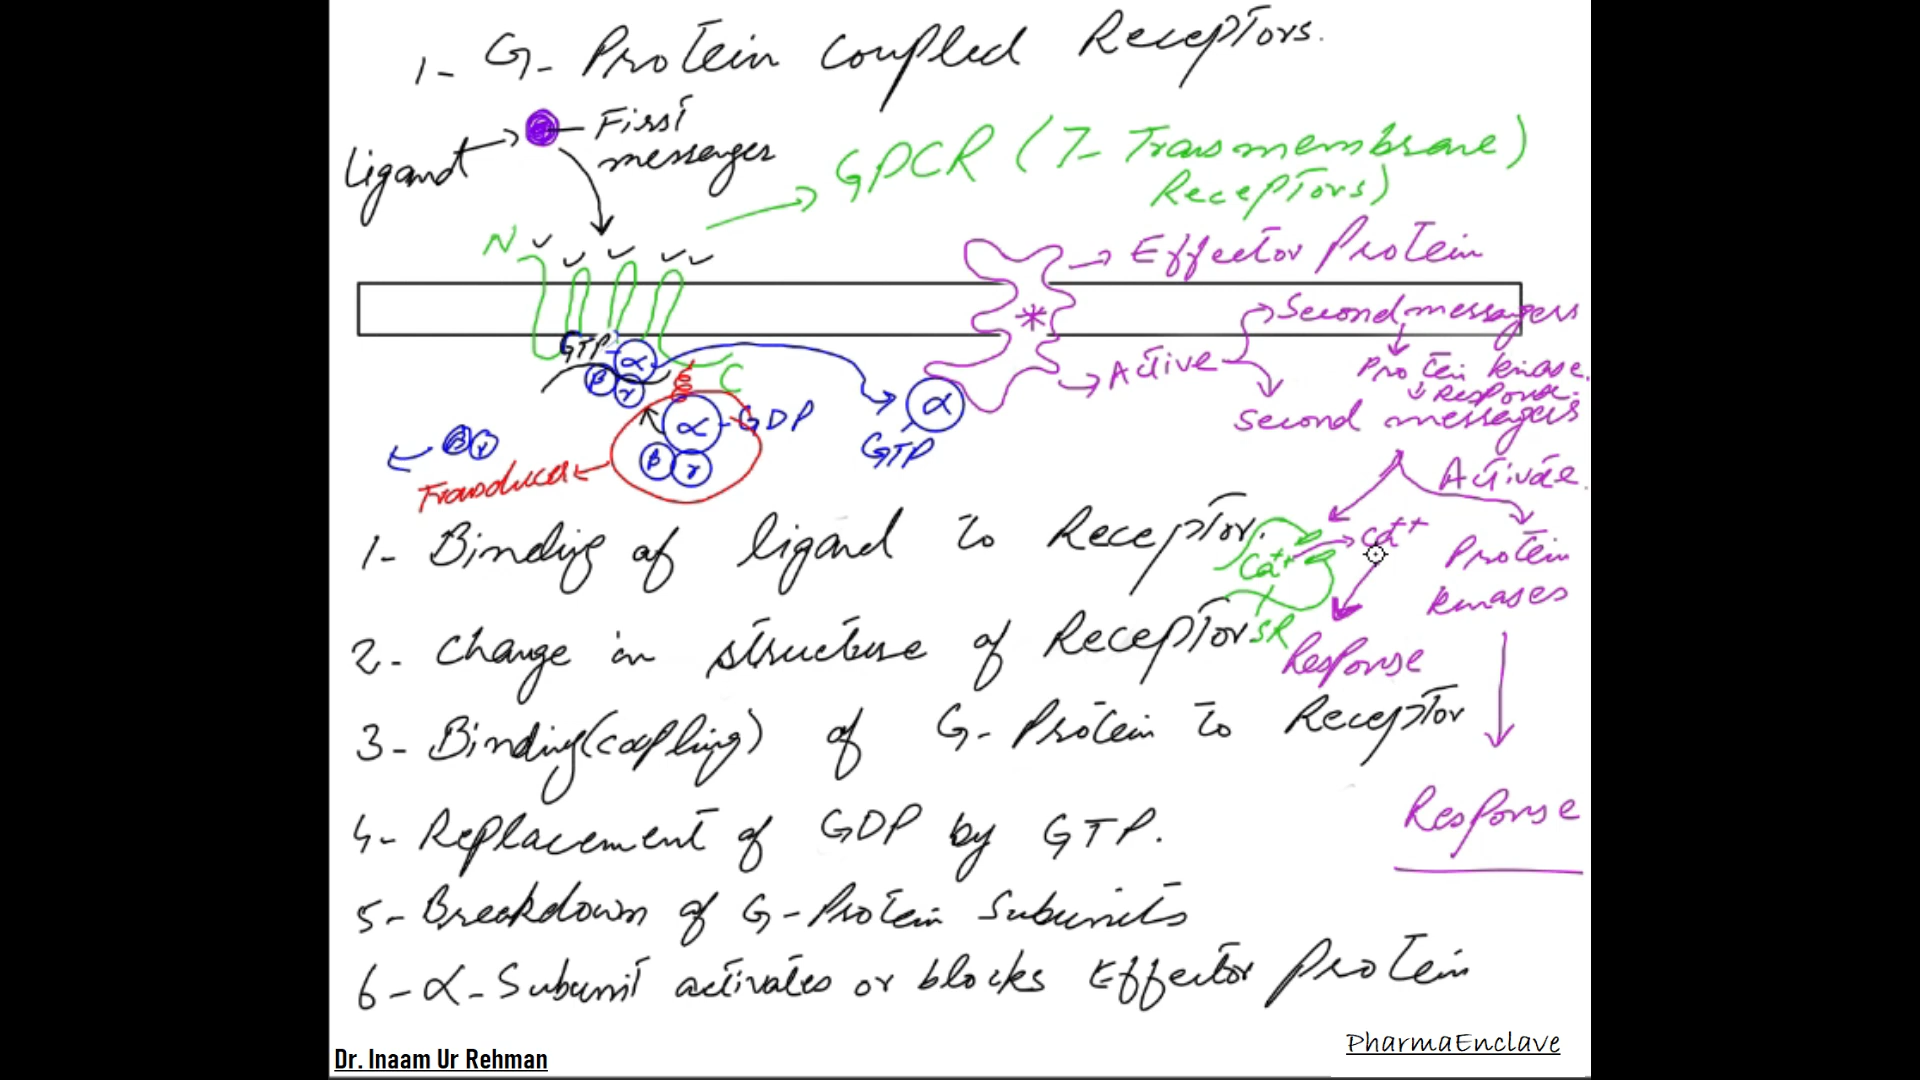 1- G- Protein Coupled Receptors.
Ligand
First
messenger
GPCR (7- Transmembrane)
Receptors)
N
Effector Protein
Second messengers
GTP
α
β
γ
C
Active
Protein kinase.
Response.
α
GDP
β
γ
α
GTP
Second messengers
β γ
Transducer
Activate.
1- Binding of ligand to Receptor.
Ca++
Ca++
Protein
kinases
SR
2- Change in structure of Receptor
Response
3- Binding(coupling) of G- Protein to Receptor
4- Replacement of GDP by GTP.
Response
5- Breakdown of G-Protein Subunits
6- α- Subunit activates or blocks Effector Protein
PharmaEnclave
Dr. Inaam Ur Rehman